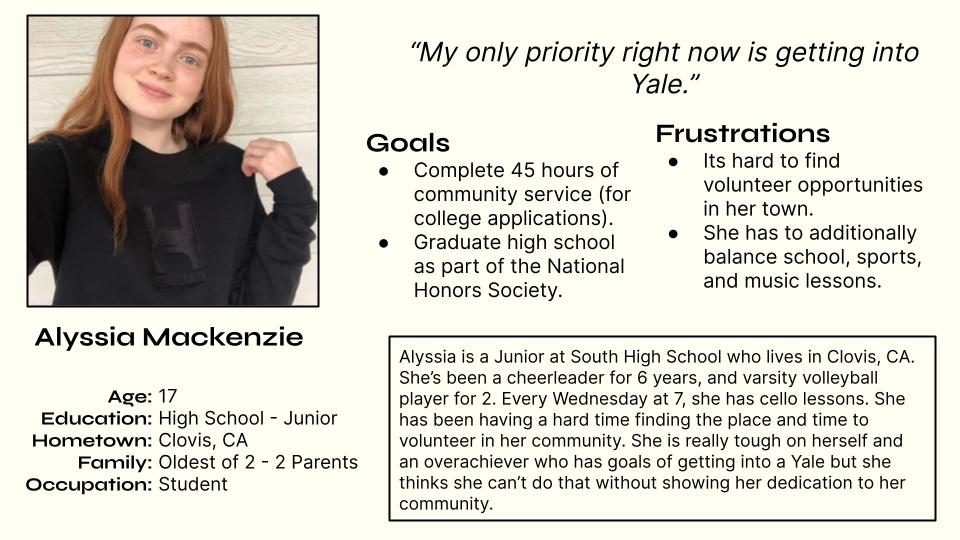 “My only priority right now is getting into
Yale.”
Goals
● Complete 45 hours of
community service (for
college applications).
● Graduate high school
as part of the National
Honors Society.
Frustrations
● Its hard to find
volunteer opportunities
in her town.
● She has to additionally
balance school, sports,
and music lessons.
H
Alyssia Mackenzie
Age: 17
Education: High School - Junior
Hometown: Clovis, CA
Family: Oldest of 2 - 2 Parents
Occupation: Student
Alyssia is a Junior at South High School who lives in Clovis, CA.
She’s been a cheerleader for 6 years, and varsity volleyball
player for 2. Every Wednesday at 7, she has cello lessons. She
has been having a hard time finding the place and time to
volunteer in her community. She is really tough on herself and
an overachiever who has goals of getting into a Yale but she
thinks she can’t do that without showing her dedication to her
community.